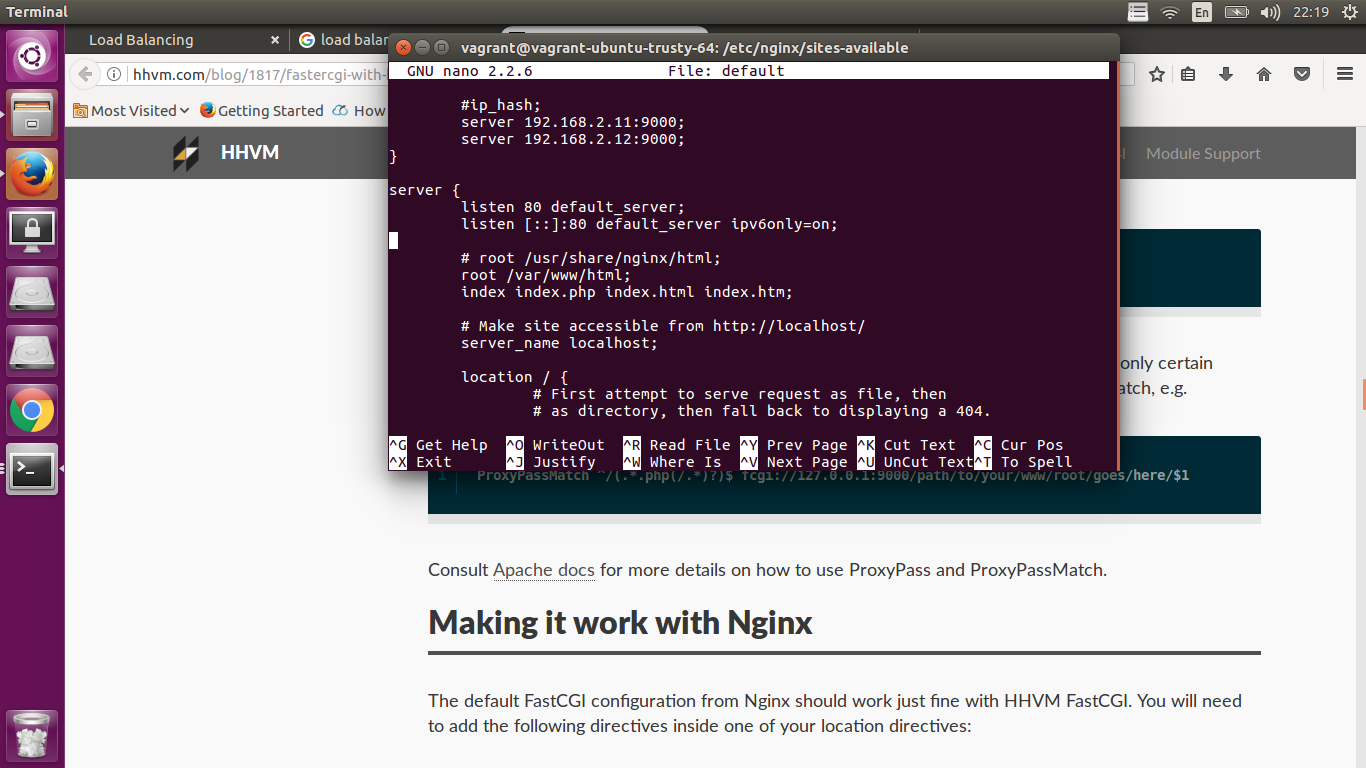 Terminal
En
22:19
Load Balancing
load balan
vagrant@vagrant-ubuntu-trusty-64: /etc/nginx/sites-available
hhvm.com/blog/1817/fastercgi-with-
Most Visited
Getting Started
How
HHVM
Module Support
GNU nano 2.2.6 File: default
#ip_hash;
server 192.168.2.11:9000;
server 192.168.2.12:9000;
}
server {
listen 80 default_server;
listen [::]:80 default_server ipv6only=on;
# root /usr/share/nginx/html;
root /var/www/html;
index index.php index.html index.htm;
# Make site accessible from http://localhost/
server_name localhost;
location / {
# First attempt to serve request as file, then
# as directory, then fall back to displaying a 404.
^G Get Help ^O WriteOut ^R Read File ^Y Prev Page ^K Cut Text ^C Cur Pos
^X Exit ^J Justify ^W Where Is ^V Next Page ^U UnCut Text ^T To Spell
only certain
atch, e.g.
1 ProxyPassMatch ^/(.*.php(/.*)?)$ fcgi://127.0.0.1:9000/path/to/your/www/root/goes/here/$1
Consult Apache docs for more details on how to use ProxyPass and ProxyPassMatch.
Making it work with Nginx
The default FastCGI configuration from Nginx should work just fine with HHVM FastCGI. You will need
to add the following directives inside one of your location directives: